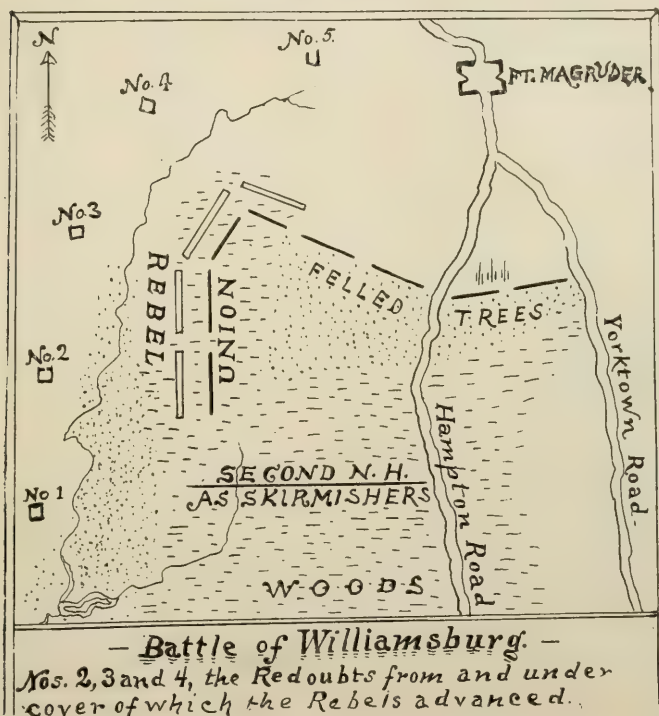 N
No. 5.
No. 4
FT. MAGRUDER.
No. 3
REBEL
UNION
FELLED
TREES
No. 2
Yorktown Road.
Hampton Road
SECOND N. H.
AS SKIRMISHERS
No 1
WOODS
– Battle of Williamsburg. –
Nos. 2, 3 and 4, the Redoubts from and under
cover of which the Rebels advanced.